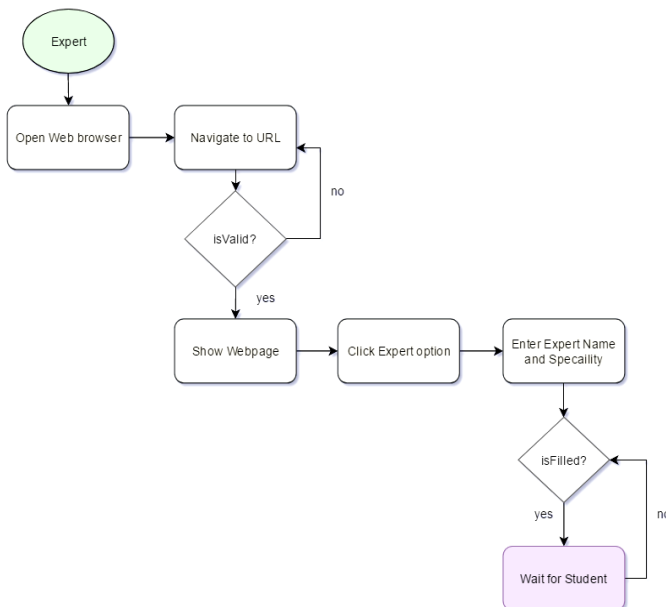 Expert
Open Web browser
Navigate to URL
no
isValid?
yes
Show Webpage
Click Expert option
Enter Expert Name
and Specaility
isFilled?
yes
no
Wait for Student